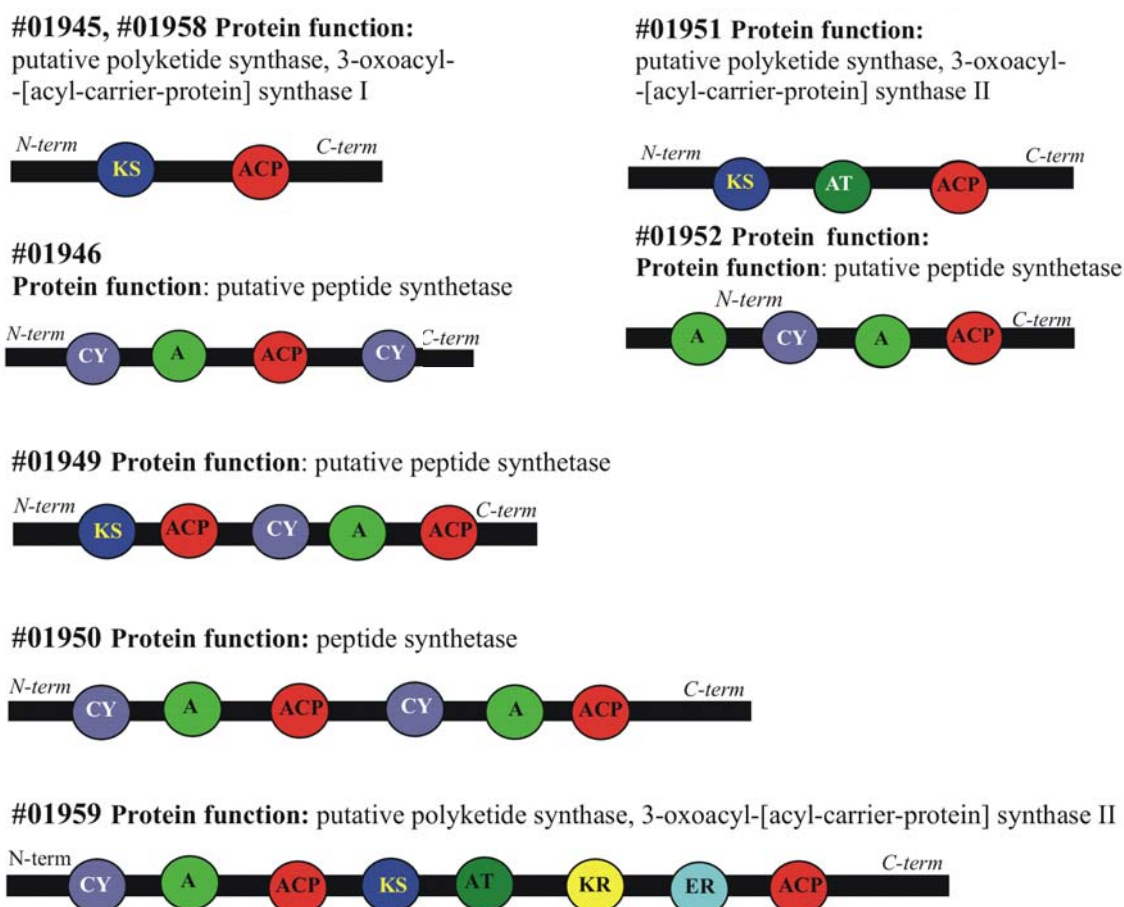 #01945, #01958 Protein function:
putative polyketide synthase, 3-oxoacyl-
-[acyl-carrier-protein] synthase I
N-term C-term
KS ACP
#01951 Protein function:
putative polyketide synthase, 3-oxoacyl-
-[acyl-carrier-protein] synthase II
N-term C-term
KS AT ACP
#01946
Protein function: putative peptide synthetase
N-term C-term
CY A ACP CY
#01952 Protein function:
Protein function: putative peptide synthetase
N-term C-term
A CY A ACP
#01949 Protein function: putative peptide synthetase
N-term C-term
KS ACP CY A ACP
#01950 Protein function: peptide synthetase
N-term C-term
CY A ACP CY A ACP
#01959 Protein function: putative polyketide synthase, 3-oxoacyl-[acyl-carrier-protein] synthase II
N-term C-term
CY A ACP KS AT KR ER ACP